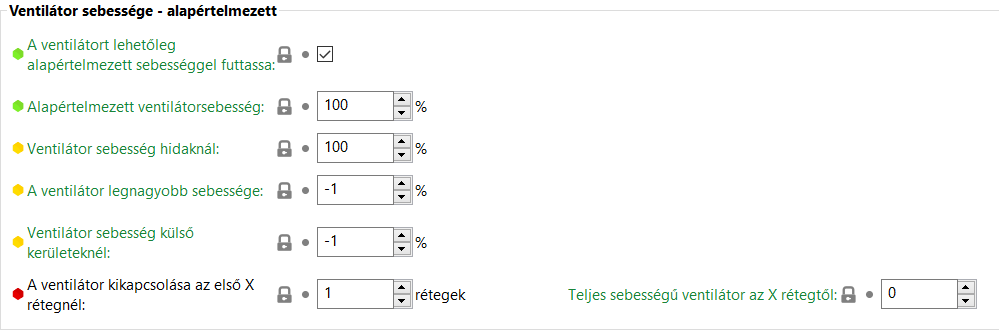 Ventilátor sebessége - alapértelmezett
A ventilátort lehetőleg
alapértelmezett sebességgel futtassa:
Alapértelmezett ventilátorsebesség: 100 %
Ventilátor sebesség hidaknál: 100 %
A ventilátor legnagyobb sebessége: -1 %
Ventilátor sebesség külső
kerületeknél: -1 %
A ventilátor kikapcsolása az első X
rétegnél: 1 rétegek Teljes sebességű ventilátor az X rétegtől: 0